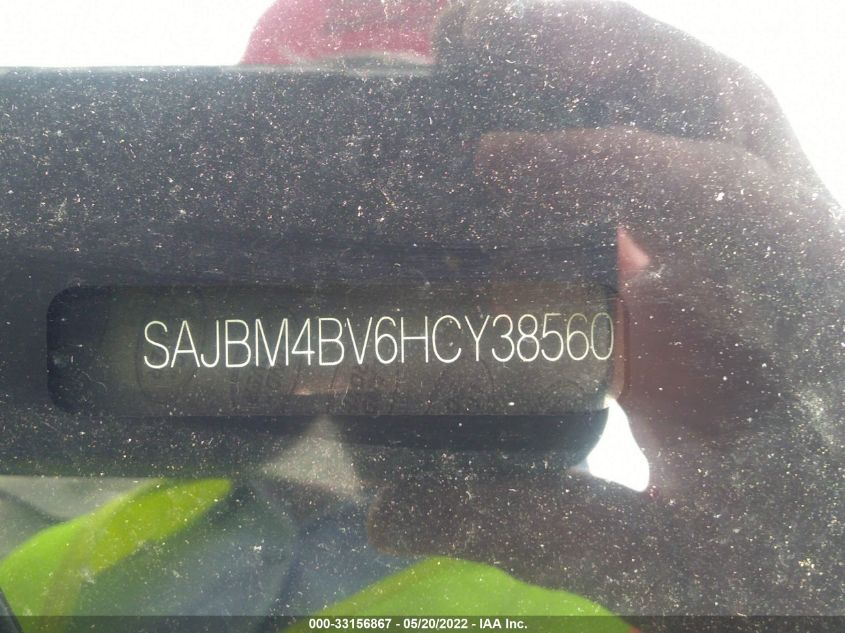 SAJBM4BV6HCY38560
000-33156867 - 05/20/2022 - IAA Inc.